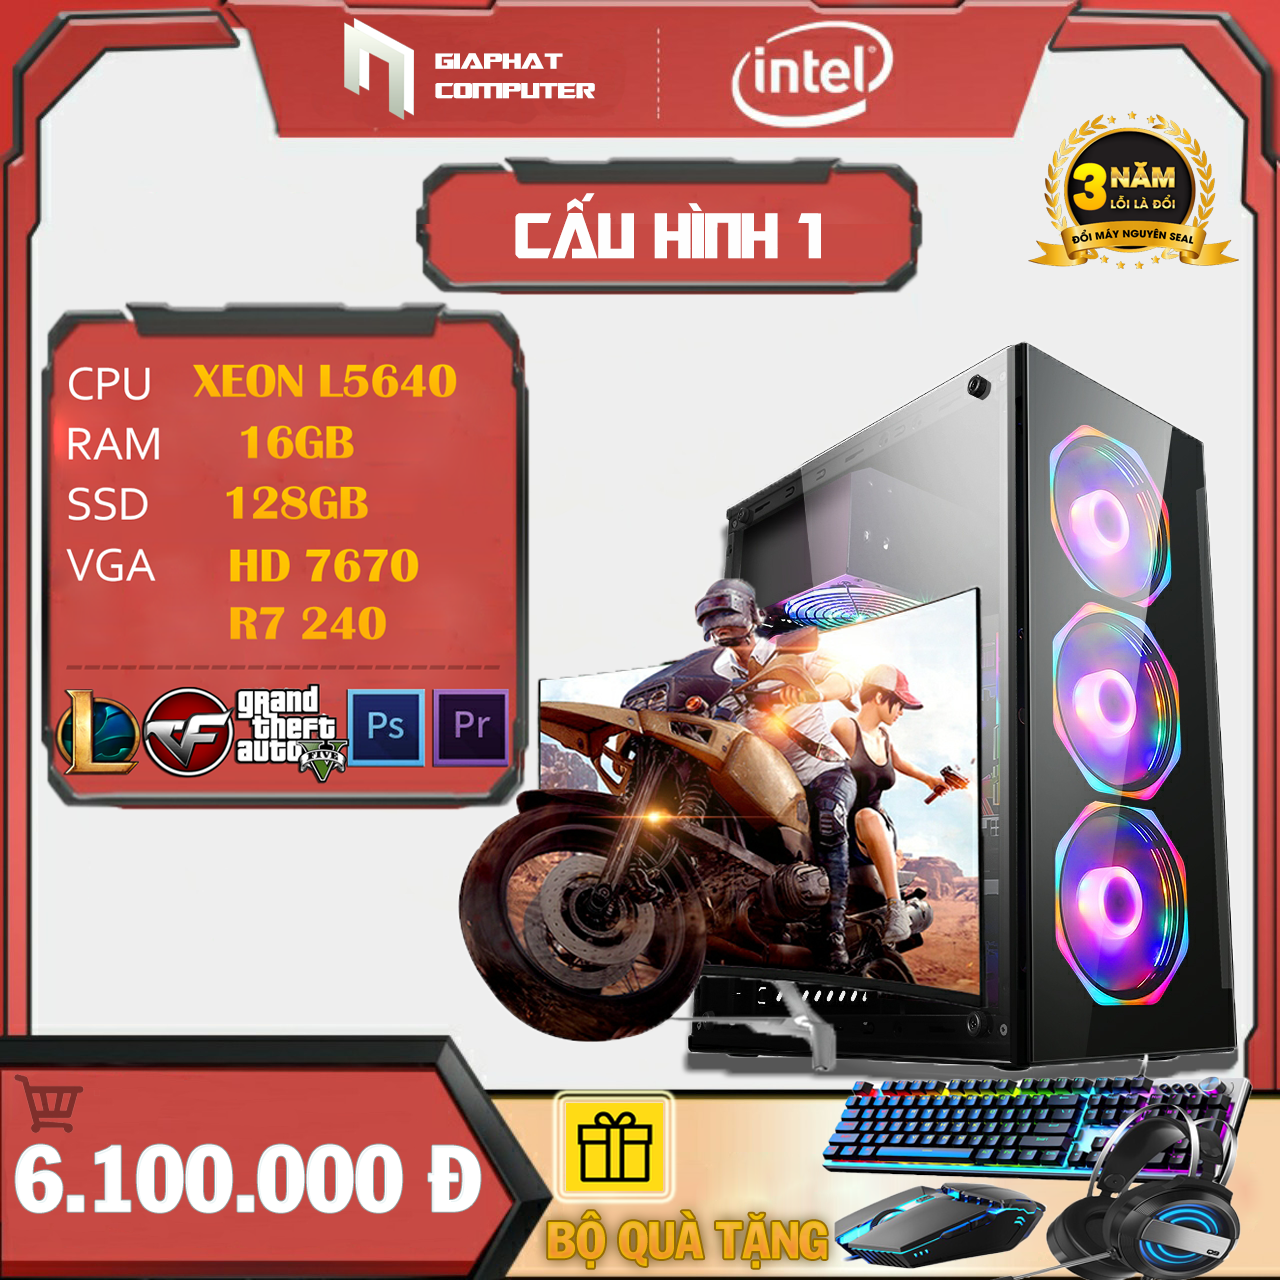 GIAPHAT
COMPUTER
intel
3 NĂM
LỖI LÀ ĐỔI
ĐỔI MÁY NGUYÊN SEAL
CẤU HÌNH 1
CPU XEON L5640
RAM 16GB
SSD 128GB
VGA HD 7670
R7 240
L
CF
grand
theft
auto
FIVE
Ps
Pr
6.100.000 Đ
BỘ QUÀ TẶNG